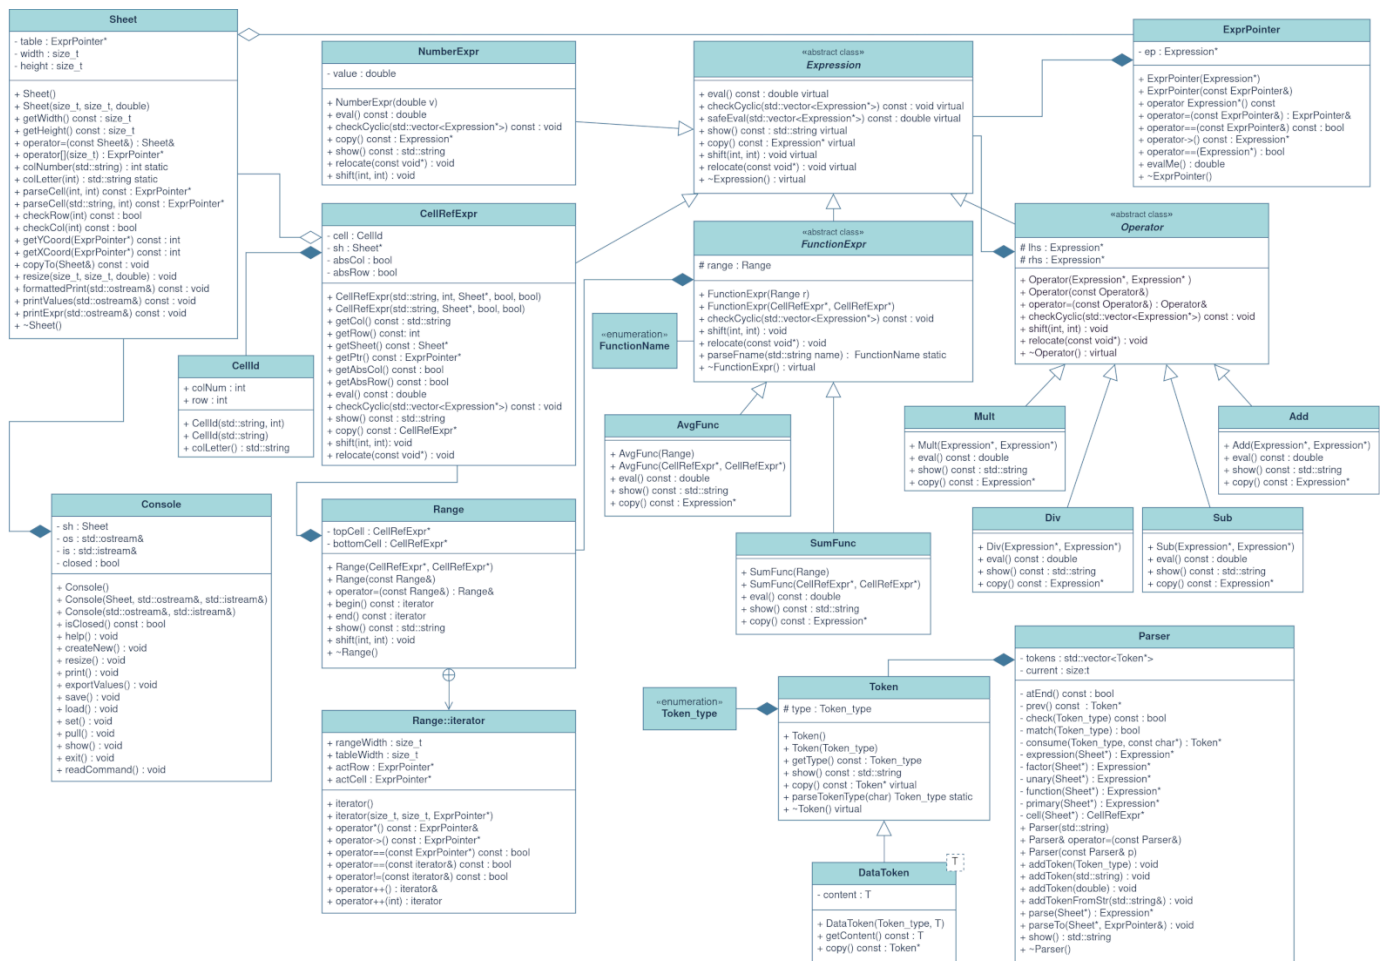 Sheet
- table : ExprPointer*
- width : size_t
- height : size_t
+ Sheet()
+ Sheet(size_t, size_t, double)
+ getWidth() const : size_t
+ getHeight() const : size_t
+ operator=(const Sheet&) : Sheet&
+ operator[](size_t) : ExprPointer*
+ colNumber(std::string) : int static
+ colLetter(int) : std::string static
+ parseCell(int, int) const : ExprPointer*
+ parseCell(std::string, int) const : ExprPointer*
+ checkRow(int) const : bool
+ checkCol(int) const : bool
+ getYCoord(ExprPointer*) const : int
+ getXCoord(ExprPointer*) const : int
+ copyTo(Sheet&) const : void
+ resize(size_t, size_t, double) : void
+ formattedPrint(std::ostream&) const : void
+ printValues(std::ostream&) const : void
+ printExpr(std::ostream&) const : void
+ ~Sheet()
NumberExpr
- value : double
+ NumberExpr(double v)
+ eval() const : double
+ checkCyclic(std::vector<Expression*>) const : void
+ copy() const : Expression*
+ show() const : std::string
+ relocate(const void*) : void
+ shift(int, int) : void
«abstract class»
Expression
+ eval() const : double virtual
+ checkCyclic(std::vector<Expression*>) const : void virtual
+ safeEval(std::vector<Expression*>) const : double virtual
+ show() const : std::string virtual
+ copy() const : Expression* virtual
+ shift(int, int) : void virtual
+ relocate(const void*) : void virtual
+ ~Expression() : virtual
ExprPointer
- ep : Expression*
+ ExprPointer(Expression*)
+ ExprPointer(const ExprPointer&)
+ operator Expression*() const
+ operator=(const ExprPointer&) : ExprPointer&
+ operator==(const ExprPointer&) const : bool
+ operator->() const : Expression*
+ operator==(Expression*) : bool
+ evalMe() : double
+ ~ExprPointer()
CellRefExpr
- cell : CellId
- sh : Sheet*
- absCol : bool
- absRow : bool
+ CellRefExpr(std::string, int, Sheet*, bool, bool)
+ CellRefExpr(std::string, Sheet*, bool, bool)
+ getCol() const : std::string
+ getRow() const: int
+ getSheet() const : Sheet*
+ getPtr() const : ExprPointer*
+ getAbsCol() const : bool
+ getAbsRow() const : bool
+ eval() const : double
+ checkCyclic(std::vector<Expression*>) const : void
+ show() const : std::string
+ copy() const : CellRefExpr*
+ shift(int, int): void
+ relocate(const void*) : void
«abstract class»
FunctionExpr
# range : Range
+ FunctionExpr(Range r)
+ FunctionExpr(CellRefExpr*, CellRefExpr*)
+ checkCyclic(std::vector<Expression*>) const : void
+ shift(int, int) : void
+ relocate(const void*) : void
+ parseFname(std::string name) : FunctionName static
+ ~FunctionExpr() : virtual
«enumeration»
FunctionName
«abstract class»
Operator
# lhs : Expression*
# rhs : Expression*
+ Operator(Expression*, Expression* )
+ Operator(const Operator&)
+ operator=(const Operator&) : Operator&
+ checkCyclic(std::vector<Expression*>) const : void
+ shift(int, int) : void
+ relocate(const void*) : void
+ ~Operator() : virtual
CellId
+ colNum : int
+ row : int
+ CellId(std::string, int)
+ CellId(std::string)
+ colLetter() : std::string
AvgFunc
+ AvgFunc(Range)
+ AvgFunc(CellRefExpr*, CellRefExpr*)
+ eval() const : double
+ show() const : std::string
+ copy() const : Expression*
Mult
+ Mult(Expression*, Expression*)
+ eval() const : double
+ show() const : std::string
+ copy() const : Expression*
Add
+ Add(Expression*, Expression*)
+ eval() const : double
+ show() const : std::string
+ copy() const : Expression*
Div
+ Div(Expression*, Expression*)
+ eval() const : double
+ show() const : std::string
+ copy() const : Expression*
Sub
+ Sub(Expression*, Expression*)
+ eval() const : double
+ show() const : std::string
+ copy() const : Expression*
Console
- sh : Sheet
- os : std::ostream&
- is : std::istream&
- closed : bool
+ Console()
+ Console(Sheet, std::ostream&, std::istream&)
+ Console(std::ostream&, std::istream&)
+ isClosed() const : bool
+ help() : void
+ createNew() : void
+ resize() : void
+ print() : void
+ exportValues() : void
+ save() : void
+ load() : void
+ set() : void
+ pull() : void
+ show() : void
+ exit() : void
+ readCommand() : void
Range
- topCell : CellRefExpr*
- bottomCell : CellRefExpr*
+ Range(CellRefExpr*, CellRefExpr*)
+ Range(const Range&)
+ operator=(const Range&) : Range&
+ begin() const : iterator
+ end() const : iterator
+ show() const : std::string
+ shift(int, int) : void
+ ~Range()
SumFunc
+ SumFunc(Range)
+ SumFunc(CellRefExpr*, CellRefExpr*)
+ eval() const : double
+ show() const : std::string
+ copy() const : Expression*
Range::iterator
- rangeWidth : size_t
+ tableWidth : size_t
+ actRow : ExprPointer*
+ actCell : ExprPointer*
+ iterator()
+ iterator(size_t, size_t, ExprPointer*)
+ operator*() const : ExprPointer&
+ operator->() const : ExprPointer*
+ operator==(const ExprPointer*) const : bool
+ operator==(const iterator&) const : bool
+ operator!=(const iterator&) const : bool
+ operator++() : iterator&
+ operator++(int) : iterator
«enumeration»
Token_type
Token
# type : Token_type
+ Token()
+ Token(Token_type)
+ getType() const : Token_type
+ show() const : std::string
+ copy() const : Token* virtual
+ parseTokenType(char) Token_type static
+ ~Token() virtual
T
DataToken
- content : T
+ DataToken(Token_type, T)
+ getContent() const : T
+ copy() const : Token*
Parser
- tokens : std::vector<Token*>
- current : size:t
- atEnd() const : bool
- prev() const : Token*
- check(Token_type) const : bool
- match(Token_type) : bool
- consume(Token_type, const char*) : Token*
- expression(Sheet*) : Expression*
- factor(Sheet*) : Expression*
- unary(Sheet*) : Expression*
- function(Sheet*) : Expression*
- primary(Sheet*) : Expression*
- cell(Sheet*) : CellRefExpr*
+ Parser(std::string)
+ Parser& operator=(const Parser&)
+ Parser(const Parser& p)
+ addToken(Token_type) : void
+ addToken(std::string) : void
+ addToken(double) : void
+ addTokenFromStr(std::string&) : void
+ parse(Sheet*) : Expression*
+ parseTo(Sheet*, ExprPointer&) : void
+ show() : std::string
+ ~Parser()